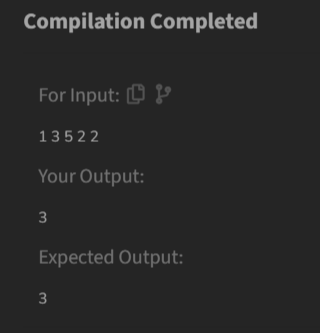 Compilation Completed
For Input:
1 3 5 2 2
Your Output:
3
Expected Output:
3